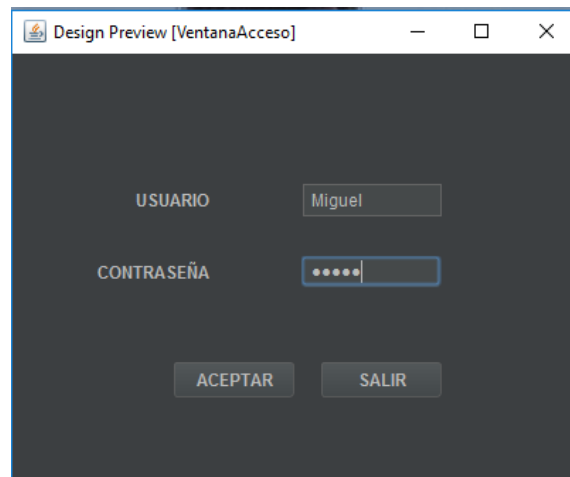 Design Preview [VentanaAcceso]
USUARIO Miguel
CONTRASEÑA •••••
ACEPTAR SALIR